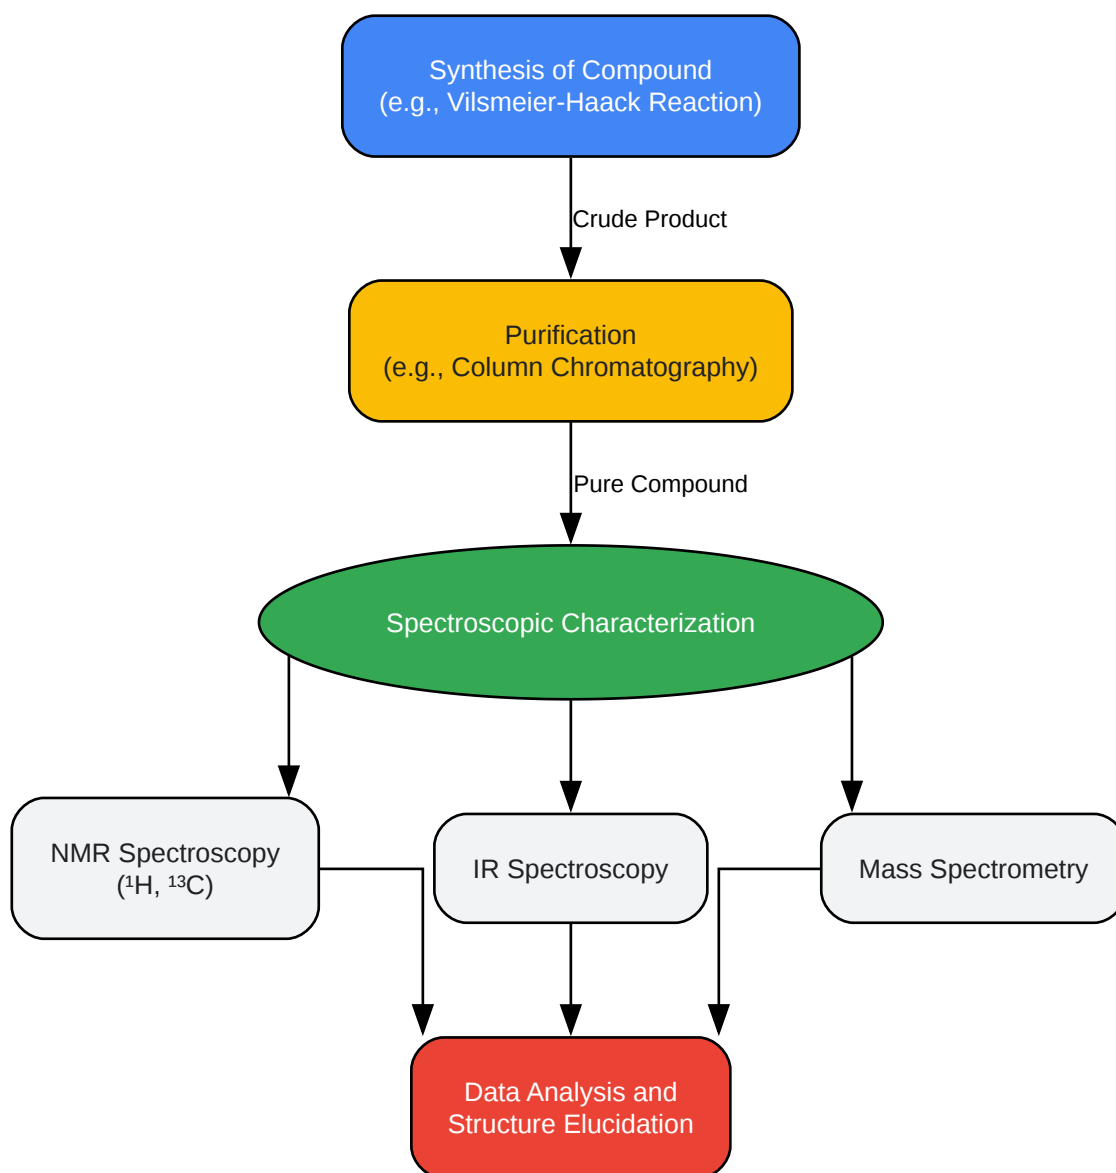 Synthesis of Compound
(e.g., Vilsmeier-Haack Reaction)
Crude Product
Purification
(e.g., Column Chromatography)
Pure Compound
Spectroscopic Characterization
NMR Spectroscopy
(¹H, ¹³C)
IR Spectroscopy
Mass Spectrometry
Data Analysis and
Structure Elucidation